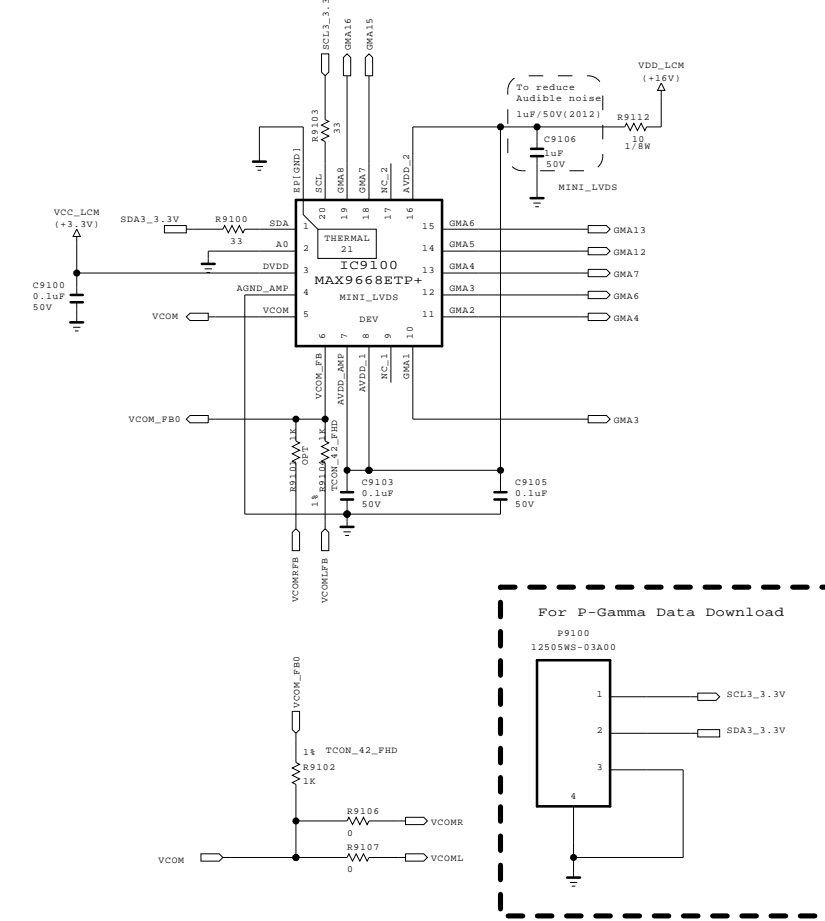 SCL3_3.3
GMA16
GMA15
R9103
33
To reduce
Audible noise
1uF/50V(2012)
C9106
1uF
50V
MINI_LVDS
VDD_LCM
(+16V)
R9112
10
1/8W
EP[GND]
SCL
GMA8
GMA7
NC_2
AVDD_2
20
19
18
17
16
VCC_LCM
(+3.3V)
SDA3_3.3V
R9100
33
SDA
A0
DVDD
AGND_AMP
VCOM
1
2
3
4
5
THERMAL
21
IC9100
MAX9668ETP+
MINI_LVDS
DEV
15
14
13
12
11
GMA6
GMA5
GMA4
GMA3
GMA2
GMA13
GMA12
GMA7
GMA6
GMA4
C9100
0.1uF
50V
VCOM
6
7
8
9
10
VCOM_FB
AVDD_AMP
AVDD_1
NC_1
GMA1
GMA3
VCOM_FB0
1K
OPT
1K
R9104
1%
TCON_42_FHD
C9103
0.1uF
50V
C9105
0.1uF
50V
VCOMRFB
VCOMLFB
For P-Gamma Data Download
P9100
12505WS-03A00
1
2
3
4
SCL3_3.3V
SDA3_3.3V
VCOM_FB0
1%
TCON_42_FHD
R9102
1K
R9106
0
VCOMR
R9107
0
VCOML
VCOM